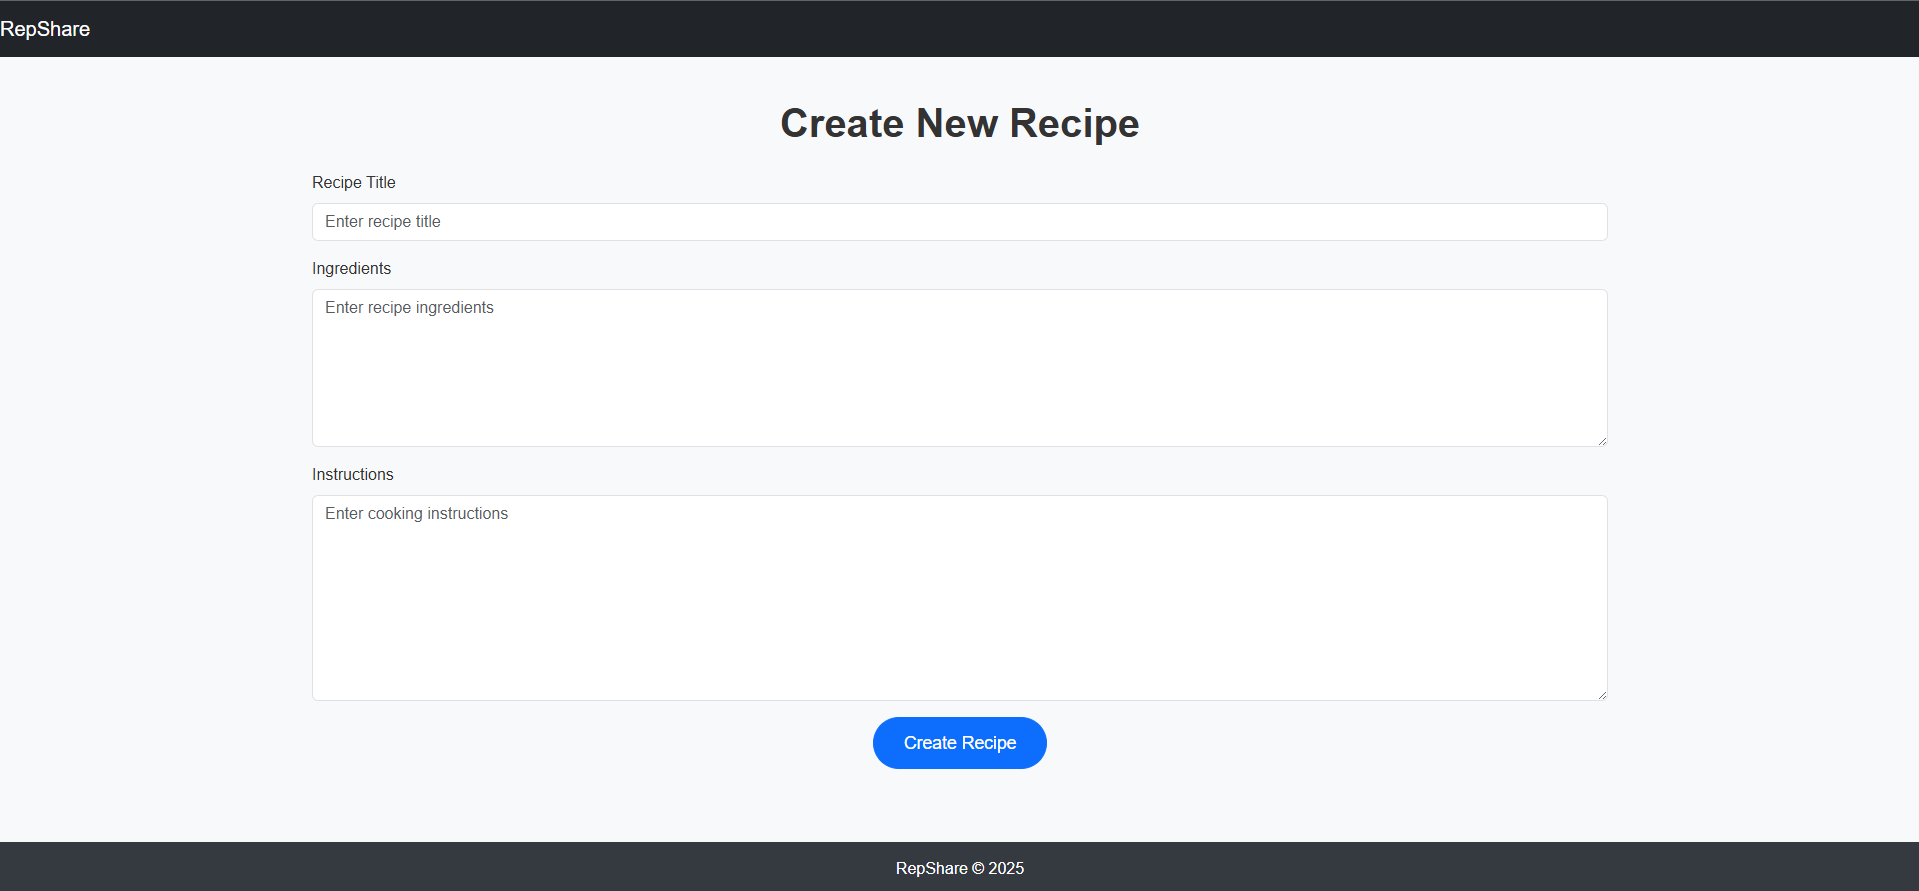 RepShare
Create New Recipe
Recipe Title
Enter recipe title
Ingredients
Enter recipe ingredients
Instructions
Enter cooking instructions
Create Recipe
RepShare © 2025